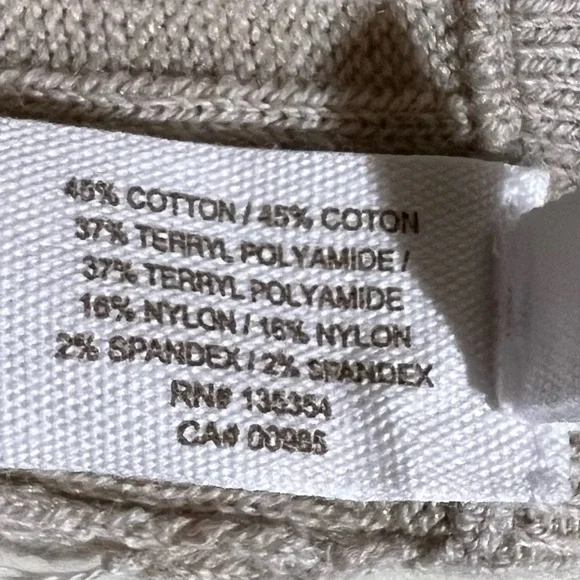 45% COTTON / 45% COTON
37% TERRYL POLYAMIDE /
37% TERRYL POLYAMIDE
16% NYLON / 16% NYLON
2% SPANDEX / 2% SPANDEX
RN# 135354
CA#